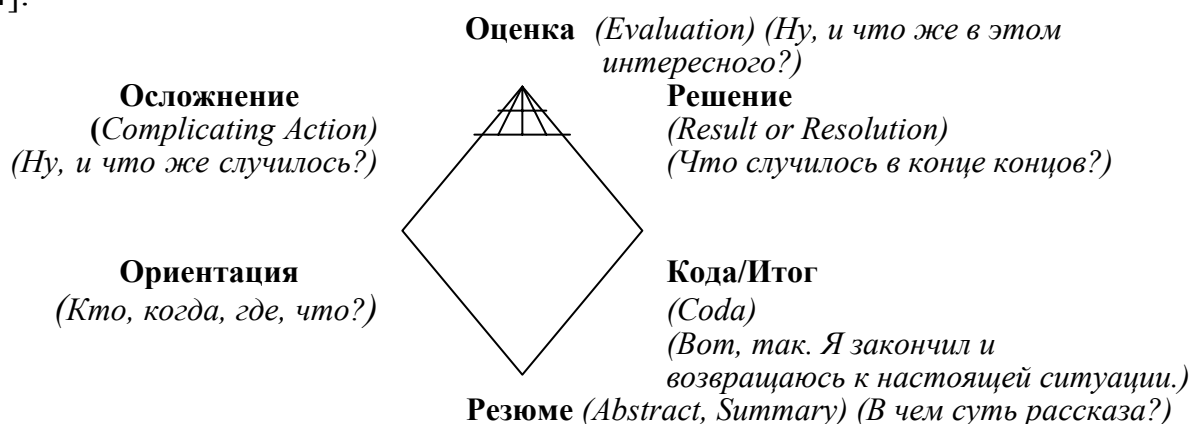 ].
Оценка (Evaluation) (Ну, и что же в этом
интересного?)
Осложнение
(Complicating Action)
(Ну, и что же случилось?)
Решение
(Result or Resolution)
(Что случилось в конце концов?)
Ориентация
(Кто, когда, где, что?)
Кода/Итог
(Coda)
(Вот, так. Я закончил и
возвращаюсь к настоящей ситуации.)
Резюме (Abstract, Summary) (В чем суть рассказа?)